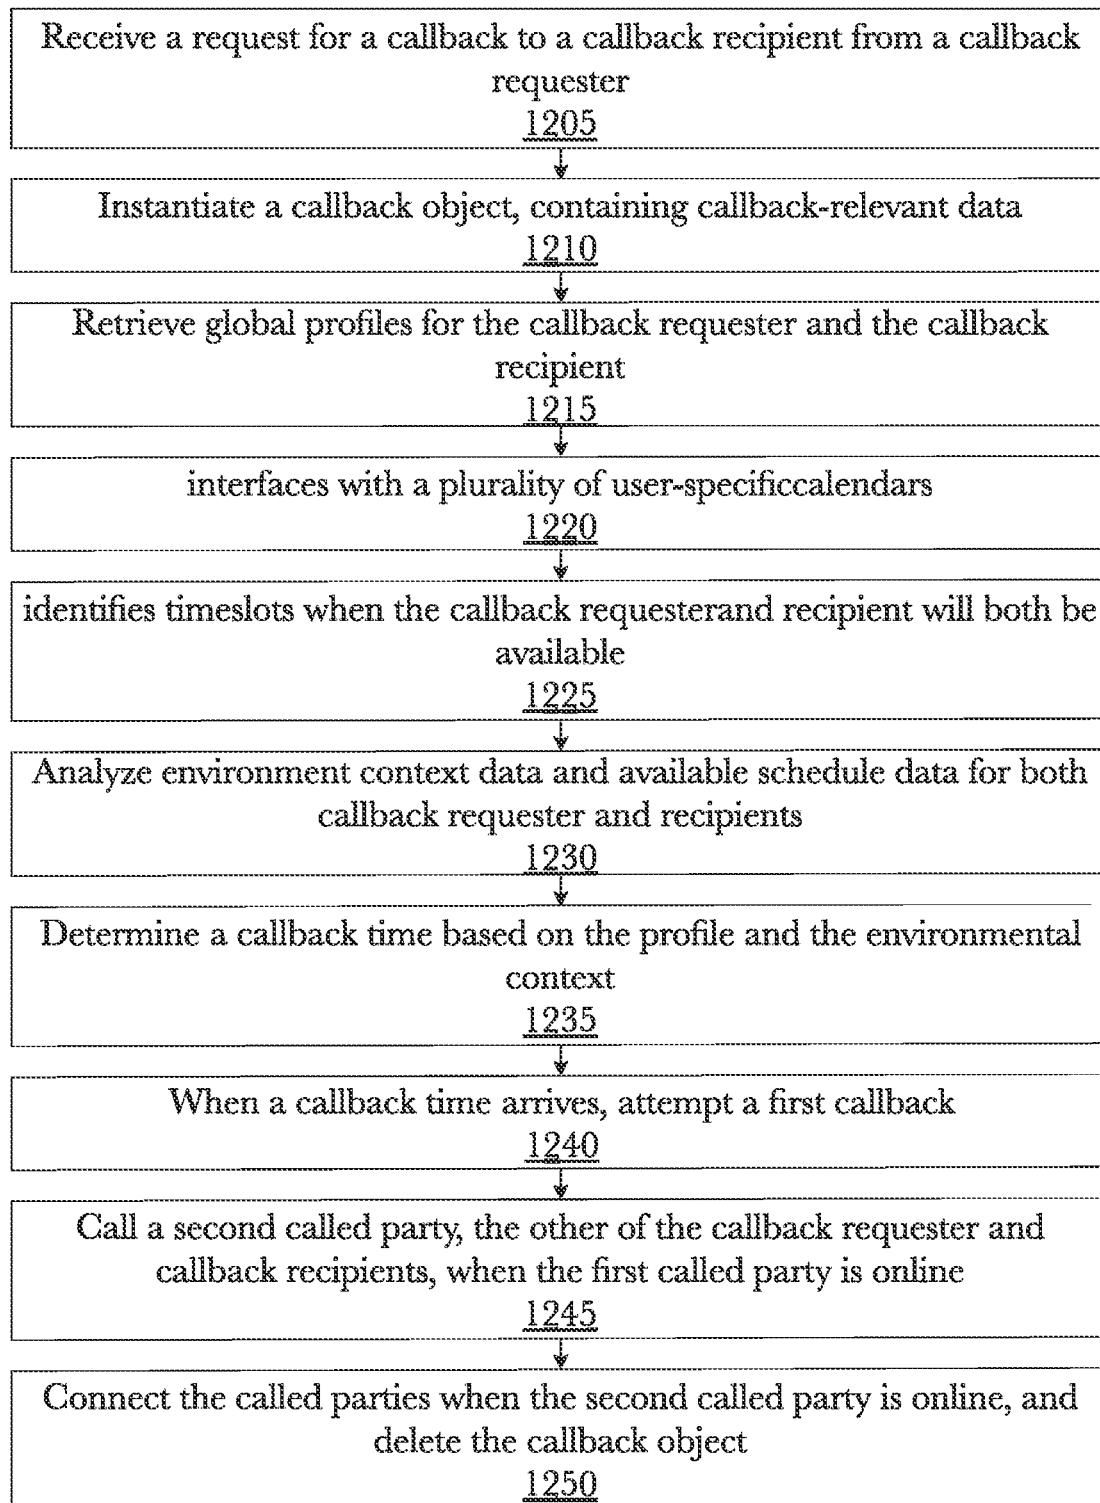 Receive a request for a callback to a callback recipient from a callback
requester
1205
Instantiate a callback object, containing callback-relevant data
1210
Retrieve global profiles for the callback requester and the callback
recipient
1215
interfaces with a plurality of user-specificcalendars
1220
identifies timeslots when the callback requesterand recipient will both be
available
1225
Analyze environment context data and available schedule data for both
callback requester and recipients
1230
Determine a callback time based on the profile and the environmental
context
1235
When a callback time arrives, attempt a first callback
1240
Call a second called party, the other of the callback requester and
callback recipients, when the first called party is online
1245
Connect the called parties when the second called party is online, and
delete the callback object
1250